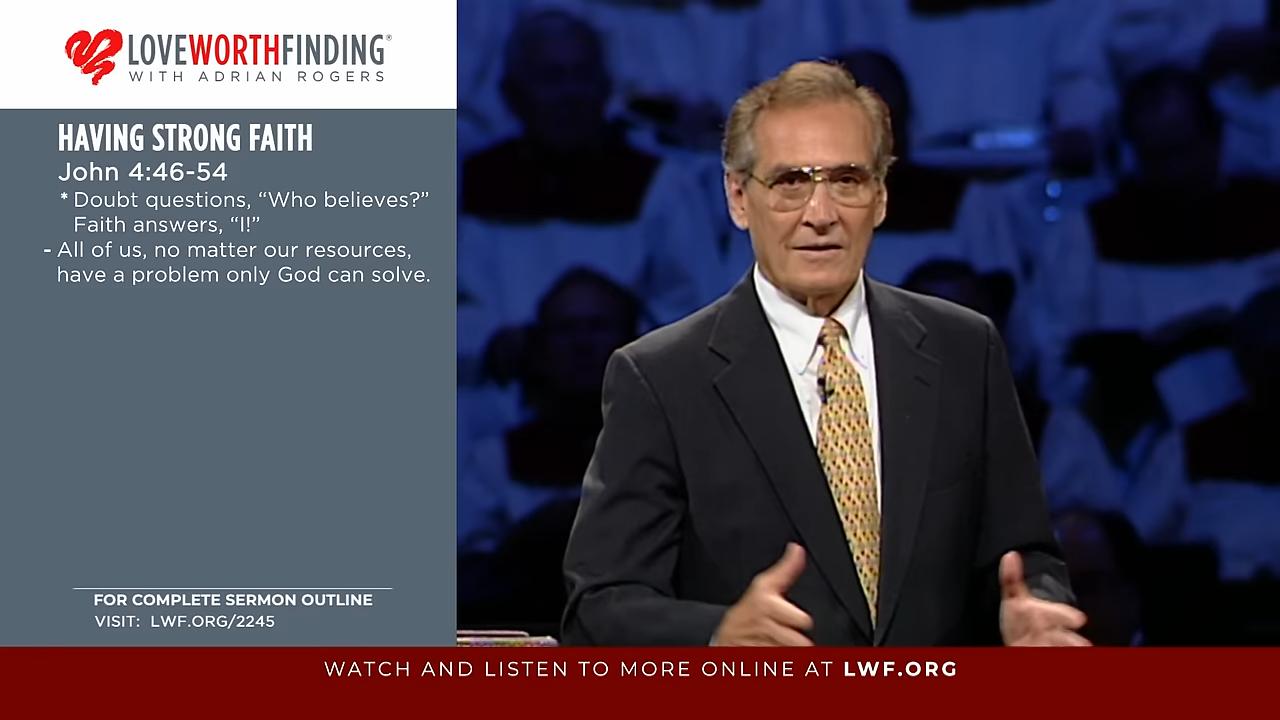 LOVEWORTHFINDING®
WITH ADRIAN ROGERS
HAVING STRONG FAITH
John 4:46-54
* Doubt questions, “Who believes?”
Faith answers, “I!”
- All of us, no matter our resources,
have a problem only God can solve.
FOR COMPLETE SERMON OUTLINE
VISIT: LWF.ORG/2245
WATCH AND LISTEN TO MORE ONLINE AT LWF.ORG